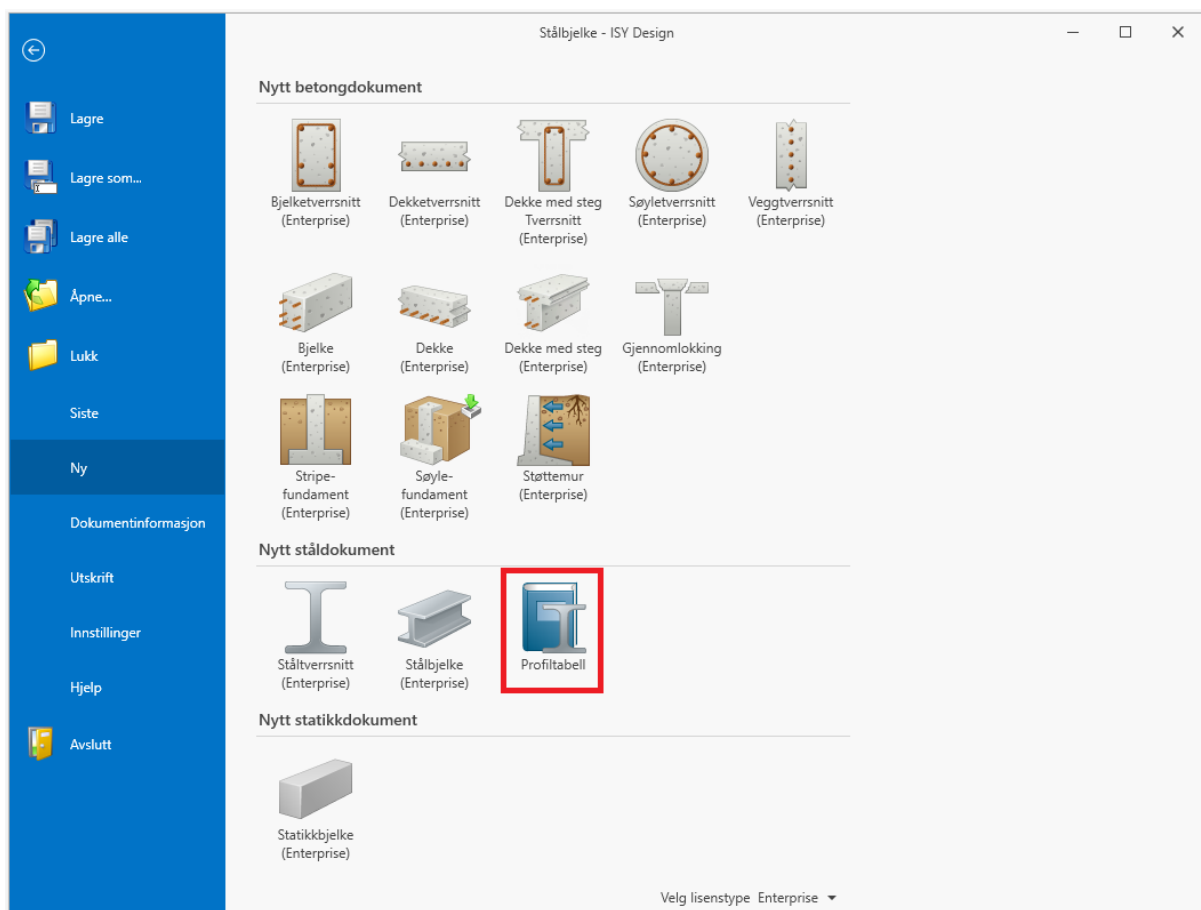 Stålbjelke - ISY Design
Lagre
Lagre som...
Lagre alle
Åpne...
Lukk
Siste
Ny
Dokumentinformasjon
Utskrift
Innstillinger
Hjelp
Avslutt
Nytt betongdokument
Bjelketverrsnitt
(Enterprise)
Dekketverrsnitt
(Enterprise)
Dekke med steg
Tverrsnitt
(Enterprise)
Søyletverrsnitt
(Enterprise)
Veggtverrsnitt
(Enterprise)
Bjelke
(Enterprise)
Dekke
(Enterprise)
Dekke med steg
(Enterprise)
Gjennomlokking
(Enterprise)
Stripe-
fundament
(Enterprise)
Søyle-
fundament
(Enterprise)
Støttemur
(Enterprise)
Nytt ståldokument
Ståltverrsnitt
(Enterprise)
Stålbjelke
(Enterprise)
Profiltabell
Nytt statikkdokument
Statikkbjelke
(Enterprise)
Velg lisenstype Enterprise